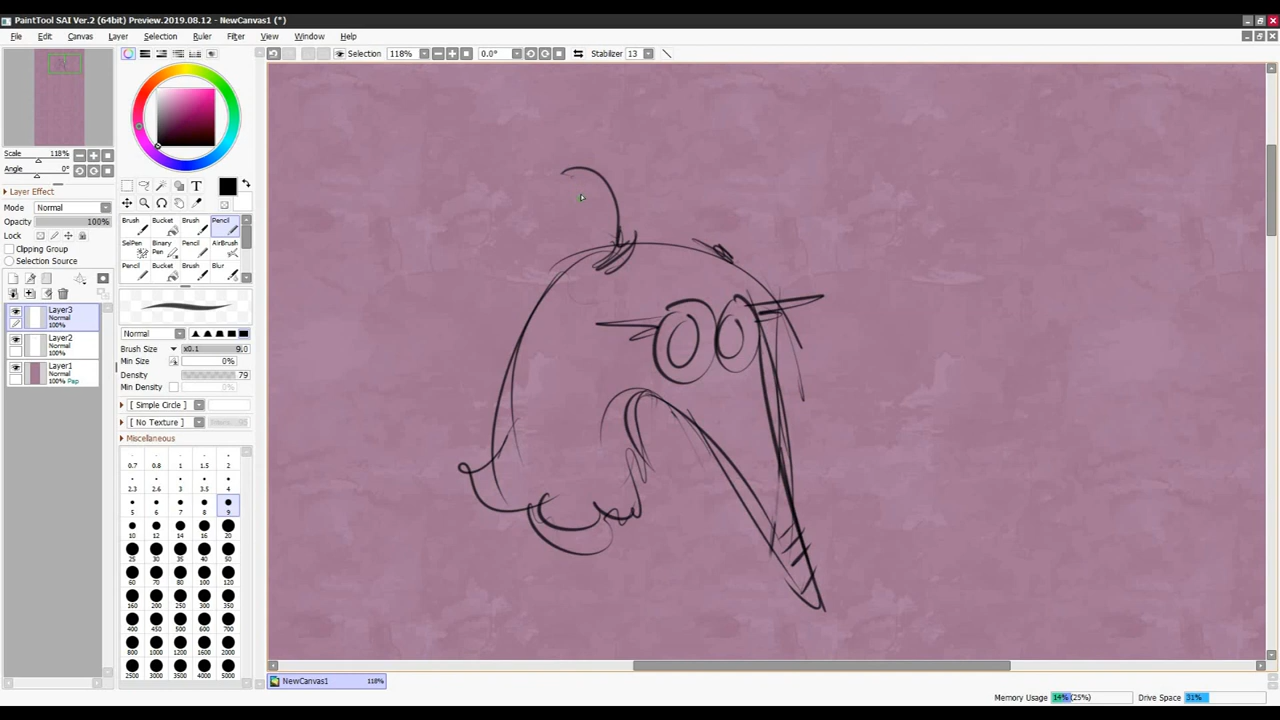 PaintTool SAI Ver.2 (64bit) Preview.2019.08.12 - NewCanvas1 (*)
File Edit Canvas Layer Selection Ruler Filter View Window Help
Selection 118% 0.0° Stabilizer 13
Scale 118%
Angle 0°
Layer Effect
Mode Normal
Opacity 100%
Lock
Clipping Group
Selection Source
Layer3
Normal
100%
Layer2
Normal
100%
Layer1
Normal
100% Pap
T
Brush Bucket Brush Pencil
SelPen Binary Pen Pencil AirBrush
Pencil Bucket Brush Blur
Normal
Brush Size x0.1 9.0
Min Size 0%
Density 79
Min Density 0%
[ Simple Circle ]
[ No Texture ]
Miscellaneous
0.7 0.8 1 1.5 2
2.3 2.6 3 3.5 4
5 6 7 8 9
10 12 14 16 20
25 30 35 40 50
60 70 80 100 120
160 200 250 300 350
400 450 500 600 700
800 1000 1200 1600 2000
2500 3000 3500 4000 5000
NewCanvas1 118%
Memory Usage 14% (25%) Drive Space 31%